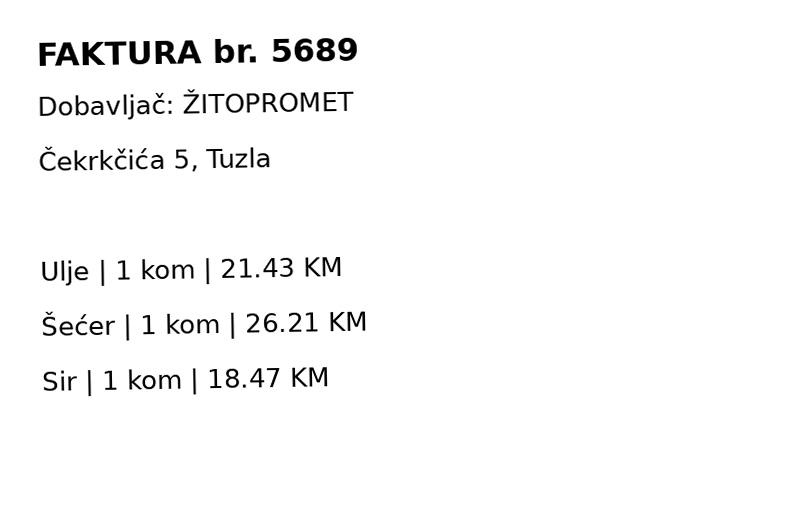 FAKTURA br. 5689
Dobavljač: ŽITOPROMET
Čekrkčića 5, Tuzla
Ulje | 1 kom | 21.43 KM
Šećer | 1 kom | 26.21 KM
Sir | 1 kom | 18.47 KM